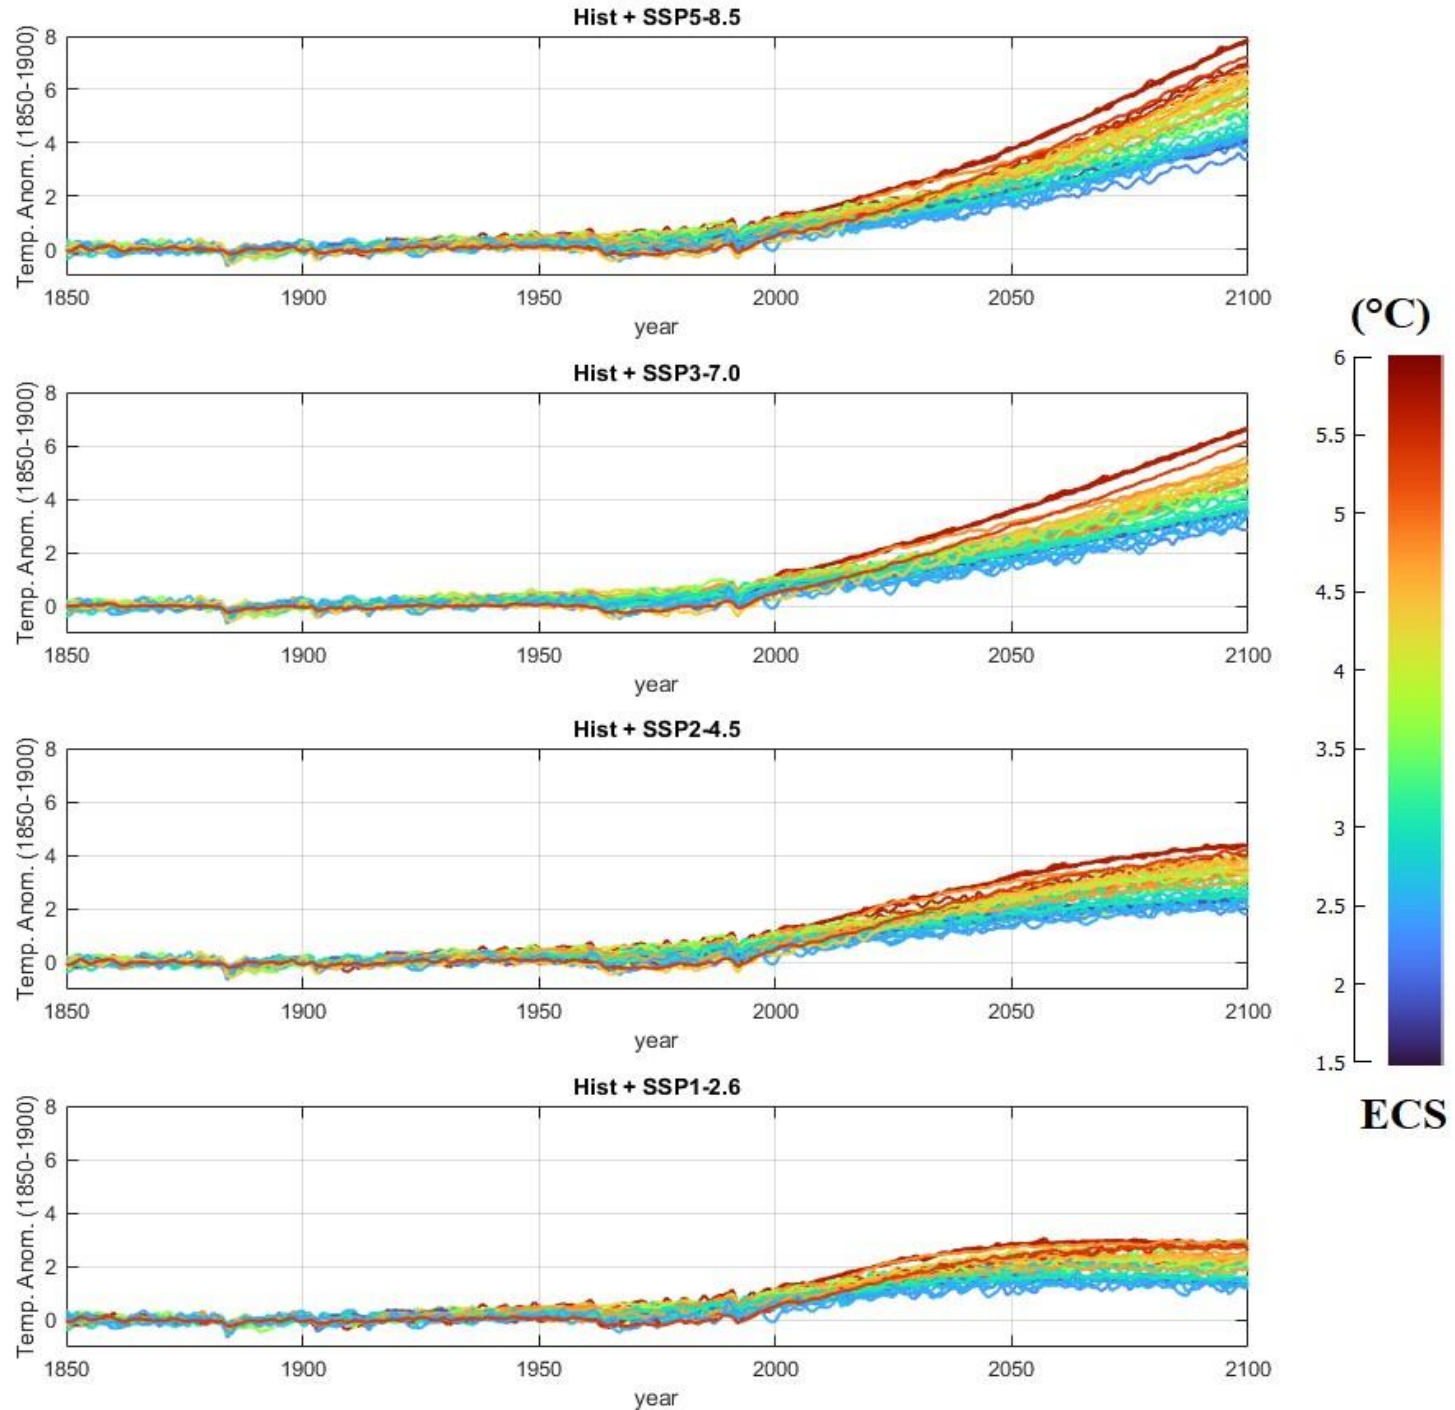 Hist + SSP5-8.5
Temp. Anom. (1850-1900)
8
6
4
2
0
1850 1900 1950 2000 2050 2100
year
Hist + SSP3-7.0
Temp. Anom. (1850-1900)
8
6
4
2
0
1850 1900 1950 2000 2050 2100
year
Hist + SSP2-4.5
Temp. Anom. (1850-1900)
8
6
4
2
0
1850 1900 1950 2000 2050 2100
year
Hist + SSP1-2.6
Temp. Anom. (1850-1900)
8
6
4
2
0
1850 1900 1950 2000 2050 2100
year
(°C)
6
5.5
5
4.5
4
3.5
3
2.5
2
1.5
ECS